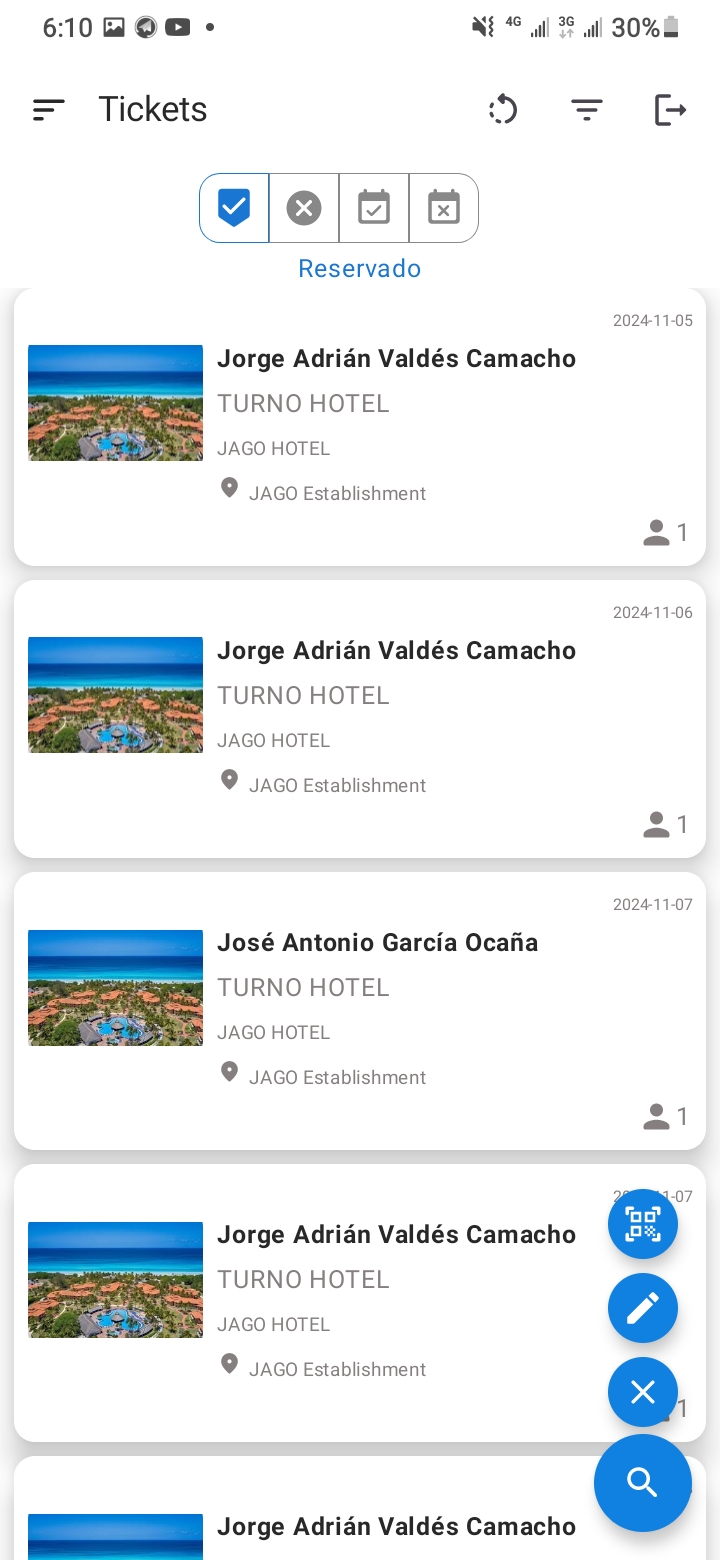 6:10 4G 3G 30%
Tickets
Reservado
2024-11-05
Jorge Adrián Valdés Camacho
TURNO HOTEL
JAGO HOTEL
JAGO Establishment
1
2024-11-06
Jorge Adrián Valdés Camacho
TURNO HOTEL
JAGO HOTEL
JAGO Establishment
1
2024-11-07
José Antonio García Ocaña
TURNO HOTEL
JAGO HOTEL
JAGO Establishment
1
Jorge Adrián Valdés Camacho
TURNO HOTEL
JAGO HOTEL
JAGO Establishment
1
Jorge Adrián Valdés Camacho